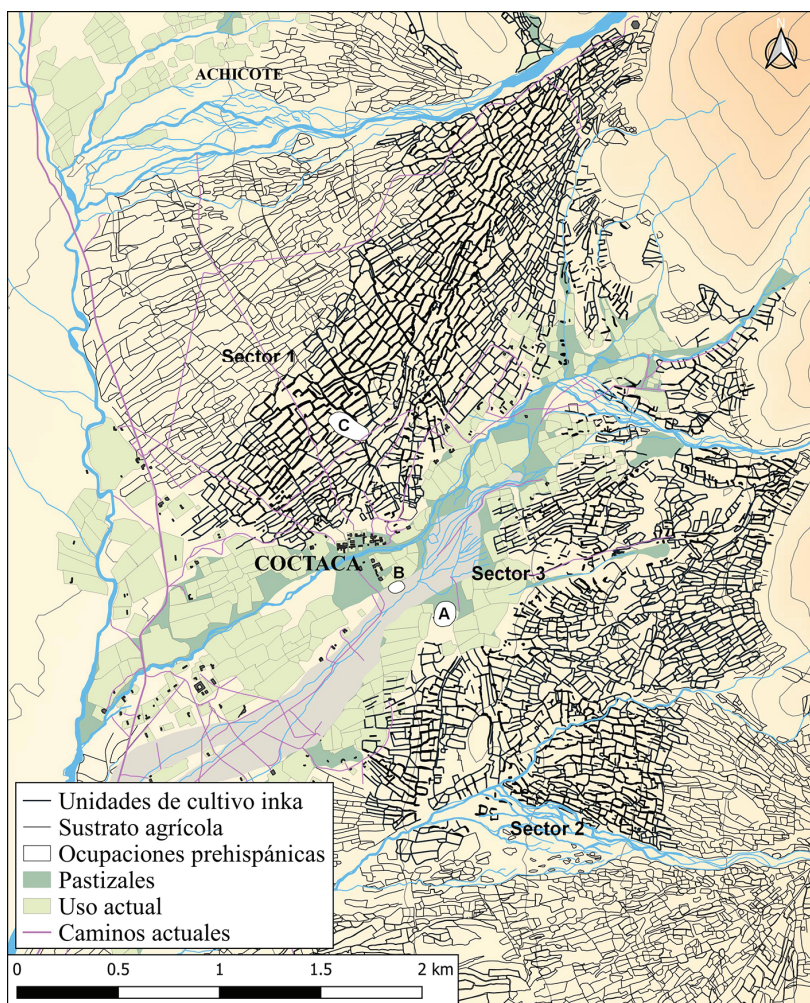 N
ACHICOTE
Sector 1
C
COCTACA
B
Sector 3
A
Sector 2
Unidades de cultivo inka
Sustrato agrícola
Ocupaciones prehispánicas
Pastizales
Uso actual
Caminos actuales
0 0.5 1 1.5 2 km